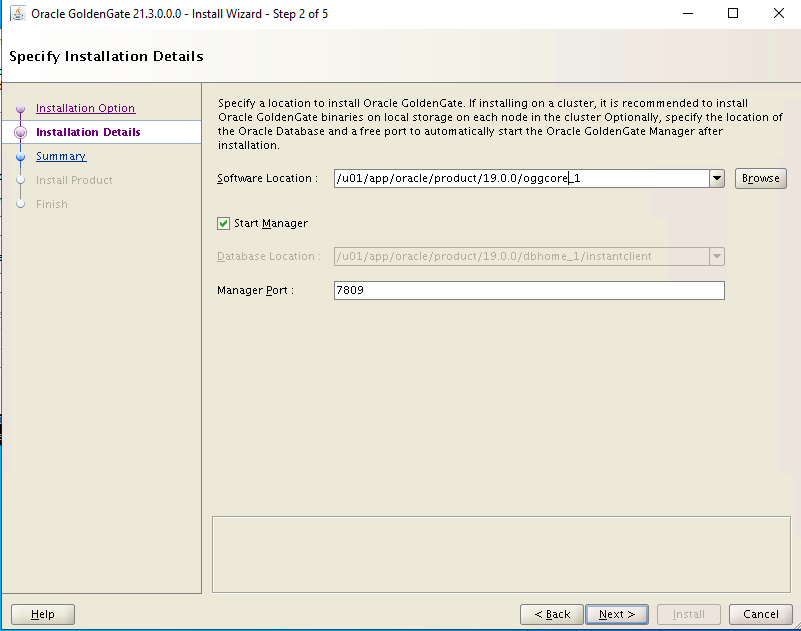 Oracle GoldenGate 21.3.0.0.0 - Install Wizard - Step 2 of 5
Specify Installation Details
Installation Option
Installation Details
Summary
Install Product
Finish
Specify a location to install Oracle GoldenGate. If installing on a cluster, it is recommended to install
Oracle GoldenGate binaries on local storage on each node in the cluster Optionally, specify the location of
the Oracle Database and a free port to automatically start the Oracle GoldenGate Manager after
installation.
Software Location : /u01/app/oracle/product/19.0.0/oggcore_1 Browse
Start Manager
Database Location : /u01/app/oracle/product/19.0.0/dbhome_1/instantclient
Manager Port : 7809
Help < Back Next > Install Cancel